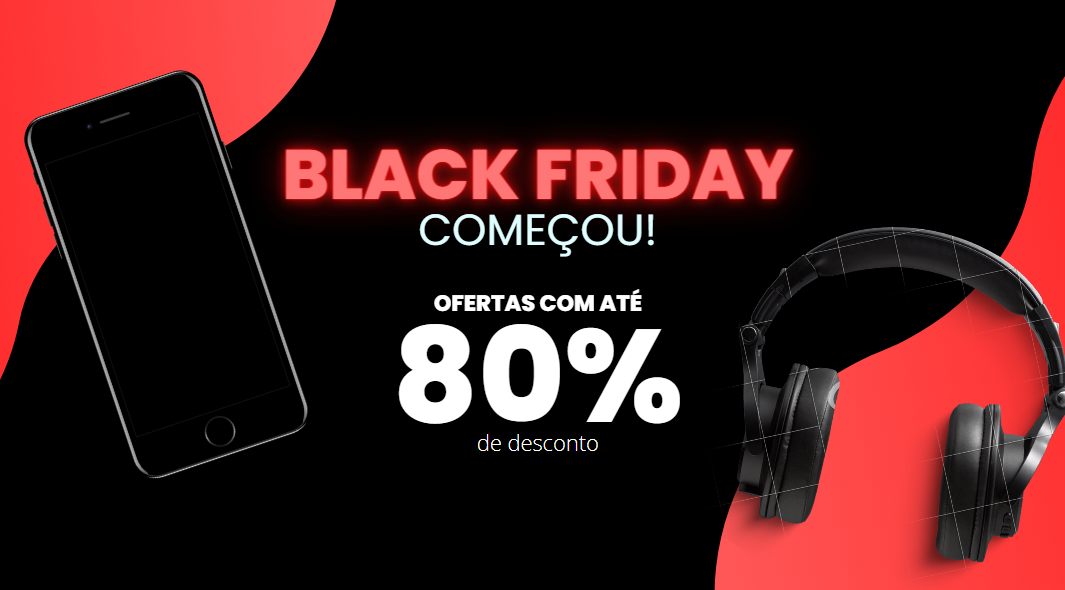 BLACK FRIDAY
COMEÇOU!
OFERTAS COM ATÉ
80%
de desconto